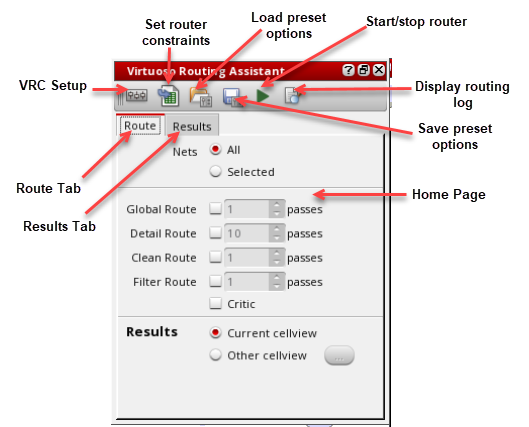 Set router
constraints
Load preset
options
Start/stop router
VRC Setup
Virtuoso Routing Assistant
Display routing
log
Save preset
options
Route
Results
Nets
All
Selected
Route Tab
Results Tab
Home Page
Global Route 1 passes
Detail Route 10 passes
Clean Route 1 passes
Filter Route 1 passes
Critic
Results
Current cellview
Other cellview ...